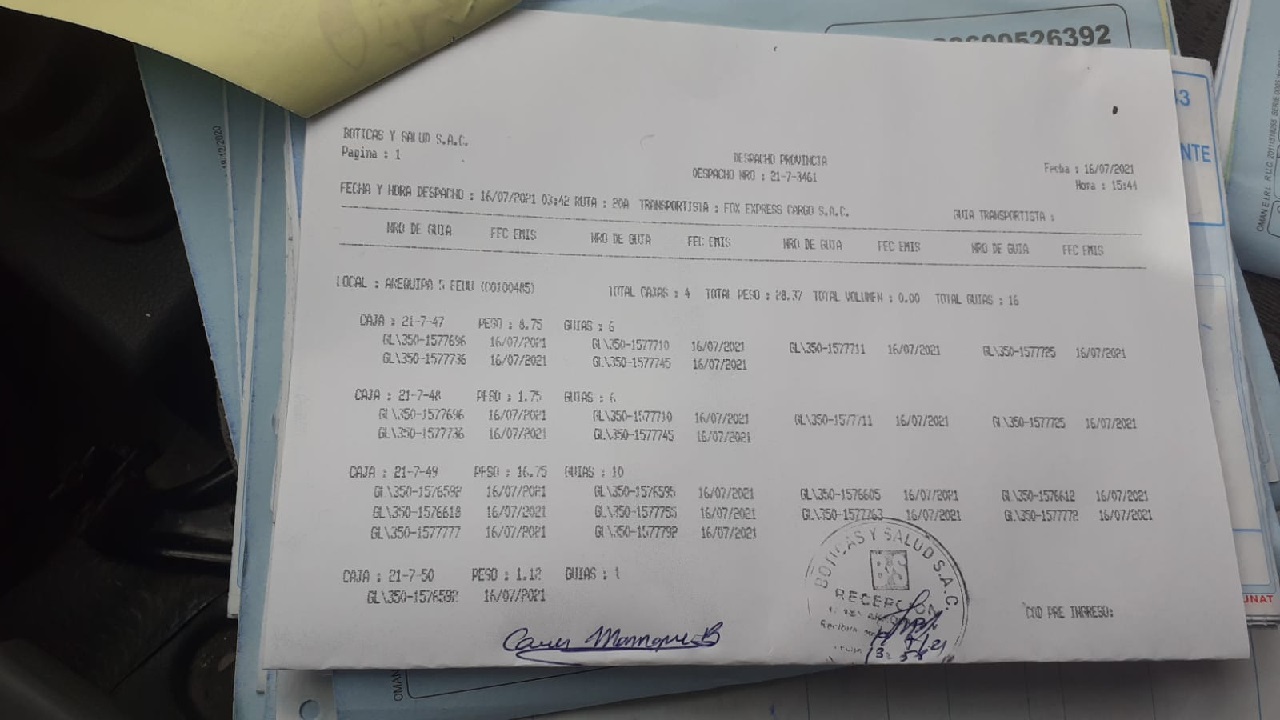 BOTICAS Y SALUD S.A.C.
Pagina : 1
DESPACHO PROVINCIA
DESPACHO NRO : 21-7-3461
Fecha : 16/07/2021
Hora : 15:44
FECHA Y HORA DESPACHO : 16/07/2021 03:42 RUTA : 20A TRANSPORTISTA : FOX EXPRESS CARGO S.A.C. GUIA TRANSPORTISTA :
NRO DE GUIA FEC EMIS NRO DE GUIA FEC EMIS NRO DE GUIA FEC EMIS NRO DE GUIA FEC EMIS
LOCAL : AREQUIPA 5 EEUU (C0100485) TOTAL CAJAS : 4 TOTAL PESO : 28.37 TOTAL VOLUMEN : 0.00 TOTAL GUIAS : 16
CAJA : 21-7-47 PESO : 8.75 GUIAS : 6
GL\350-1577696 16/07/2021 GL\350-1577710 16/07/2021 GL\350-1577711 16/07/2021 GL\350-1577725 16/07/2021
GL\350-1577736 16/07/2021 GL\350-1577745 16/07/2021
CAJA : 21-7-48 PESO : 1.75 GUIAS : 6
GL\350-1577696 16/07/2021 GL\350-1577710 16/07/2021 GL\350-1577711 16/07/2021 GL\350-1577725 16/07/2021
GL\350-1577736 16/07/2021 GL\350-1577745 16/07/2021
CAJA : 21-7-49 PESO : 16.75 GUIAS : 10
GL\350-1576592 16/07/2021 GL\350-1576595 16/07/2021 GL\350-1576605 16/07/2021 GL\350-1576612 16/07/2021
GL\350-1576618 16/07/2021 GL\350-1577755 16/07/2021 GL\350-1577763 16/07/2021 GL\350-1577772 16/07/2021
GL\350-1577777 16/07/2021 GL\350-1577792 16/07/2021
CAJA : 21-7-50 PESO : 1.12 GUIAS : 1
GL\350-1576592 16/07/2021
COD PRE INGRESO:
BOTICAS Y SALUD S.A.C.
BS
RECEPCION
0526392
NTE
UNAT